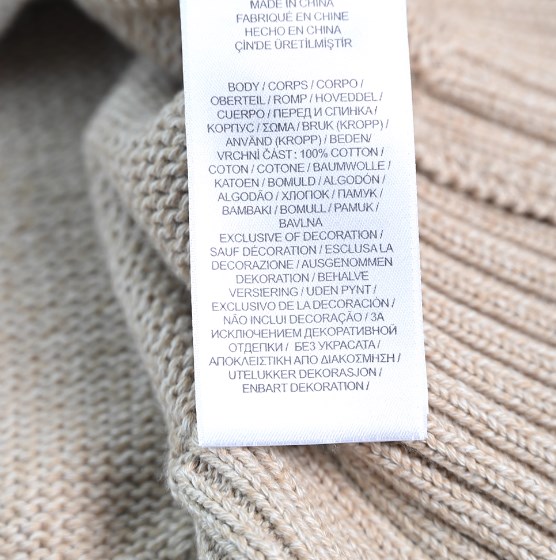 MADE IN CHINA
FABRIQUÉ EN CHINE
HECHO EN CHINA
ÇİN'DE ÜRETİLMİŞTİR
BODY / CORPS / CORPO /
OBERTEIL / ROMP / HOVEDDEL /
CUERPO / ПЕРЕД И СПИНКА /
КОРПУС / ΣΩΜΑ / BRUK (KROPP) /
ANVÄND (KROPP) / BEDEN/
VRCHNÍ ČÁST : 100% COTTON /
COTON / COTONE / BAUMWOLLE /
KATOEN / BOMULD / ALGODÓN /
ALGODÃO / ХЛОПОК / ПАМУК /
BAMBAKI / BOMULL / PAMUK /
BAVLNA
EXCLUSIVE OF DECORATION /
SAUF DÉCORATION / ESCLUSA LA
DECORAZIONE / AUSGENOMMEN
DEKORATION / BEHALVE
VERSIERING / UDEN PYNT /
EXCLUSIVO DE LA DECORACIÓN /
NÃO INCLUI DECORAÇÃO / ЗА
ИСКЛЮЧЕНИЕМ ДЕКОРАТИВНОЙ
ОТДЕЛКИ / БЕЗ УКРАСАТА /
ΑΠΟΚΛΕΙΣΤΙΚΗ ΑΠΟ ΔΙΑΚΟΣΜΗΣΗ /
UTELUKKER DEKORASJON /
ENBART DEKORATION /